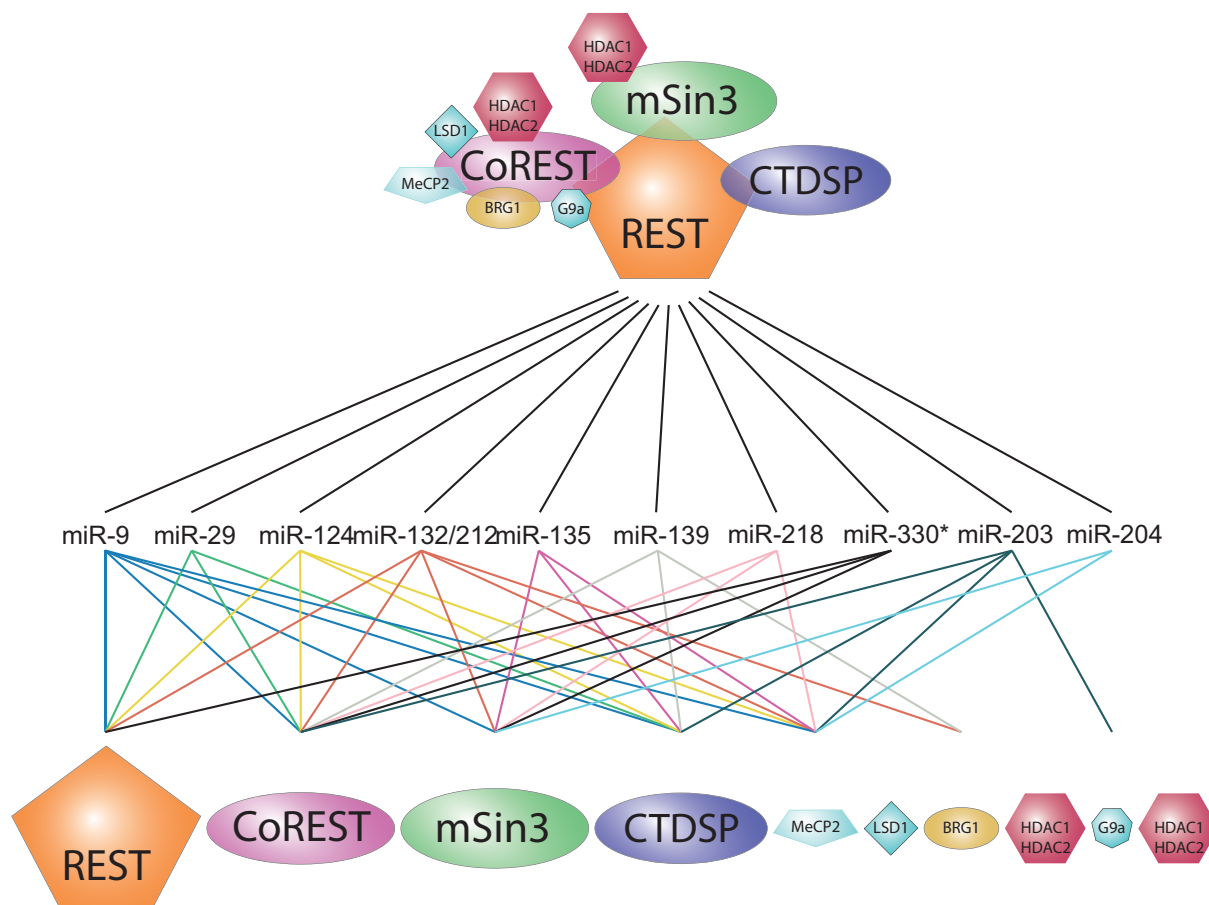 HDAC1
HDAC2
mSin3
HDAC1
HDAC2
LSD1
CoREST
MeCP2
BRG1
G9a
CTDSP
REST
miR-9 miR-29 miR-124 miR-132/212 miR-135 miR-139 miR-218 miR-330* miR-203 miR-204
REST
CoREST
mSin3
CTDSP
MeCP2
LSD1
BRG1
HDAC1
HDAC2
G9a
HDAC1
HDAC2